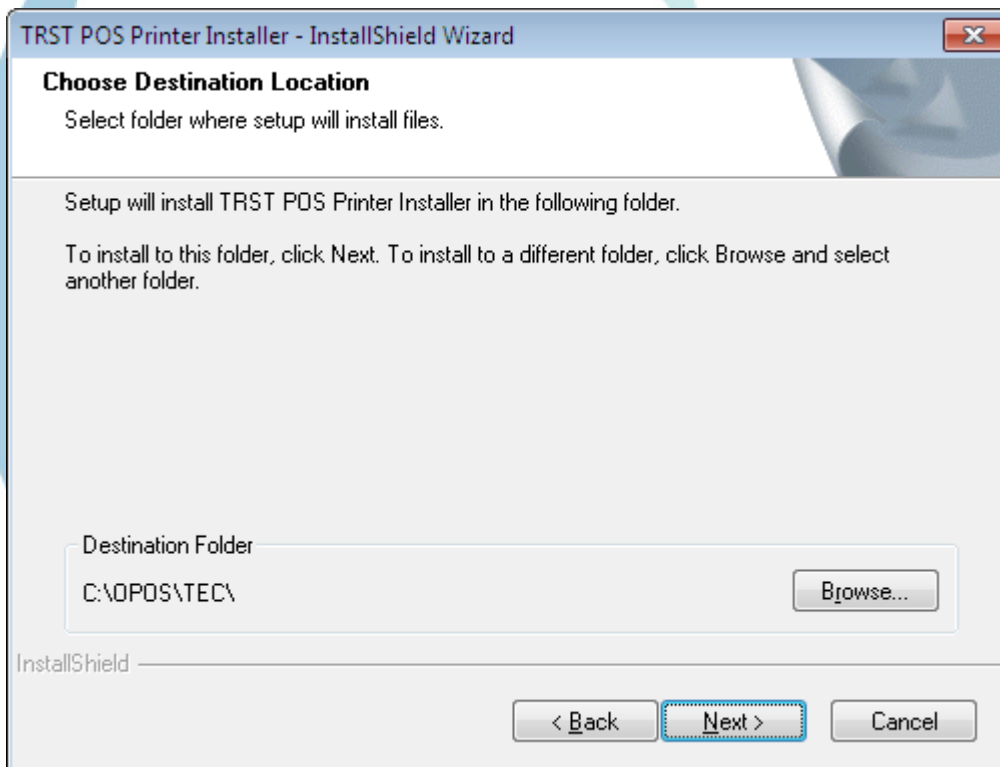 TRST POS Printer Installer - InstallShield Wizard
Choose Destination Location
Select folder where setup will install files.
Setup will install TRST POS Printer Installer in the following folder.
To install to this folder, click Next. To install to a different folder, click Browse and select
another folder.
Destination Folder
C:\OPOS\TEC\
Browse...
InstallShield
< Back
Next >
Cancel